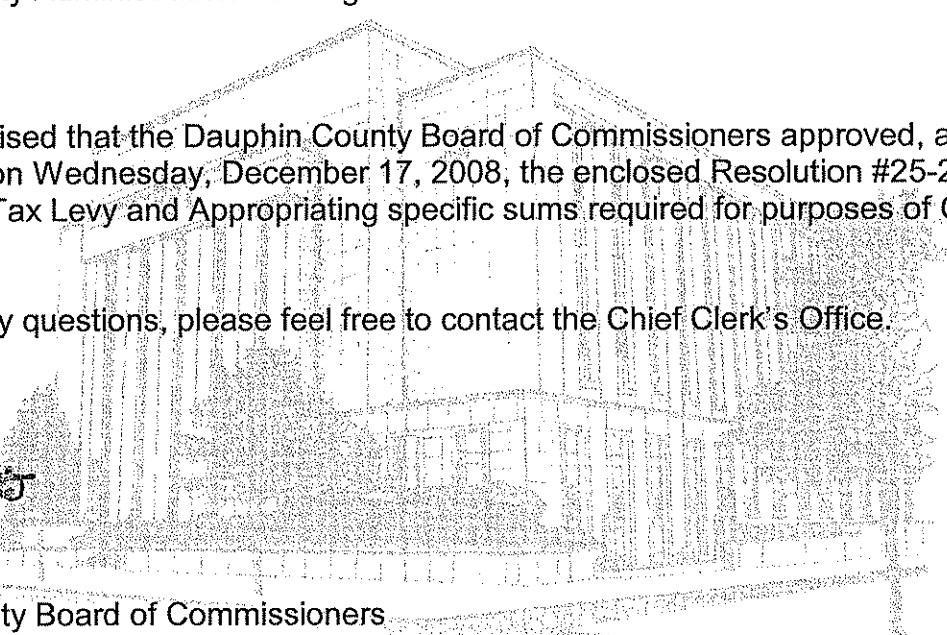 ised that the Dauphin County Board of Commissioners approved, a
on Wednesday, December 17, 2008, the enclosed Resolution #25-2
Tax Levy and Appropriating specific sums required for purposes of C
y questions, please feel free to contact the Chief Clerk's Office.
ty Board of Commissioners